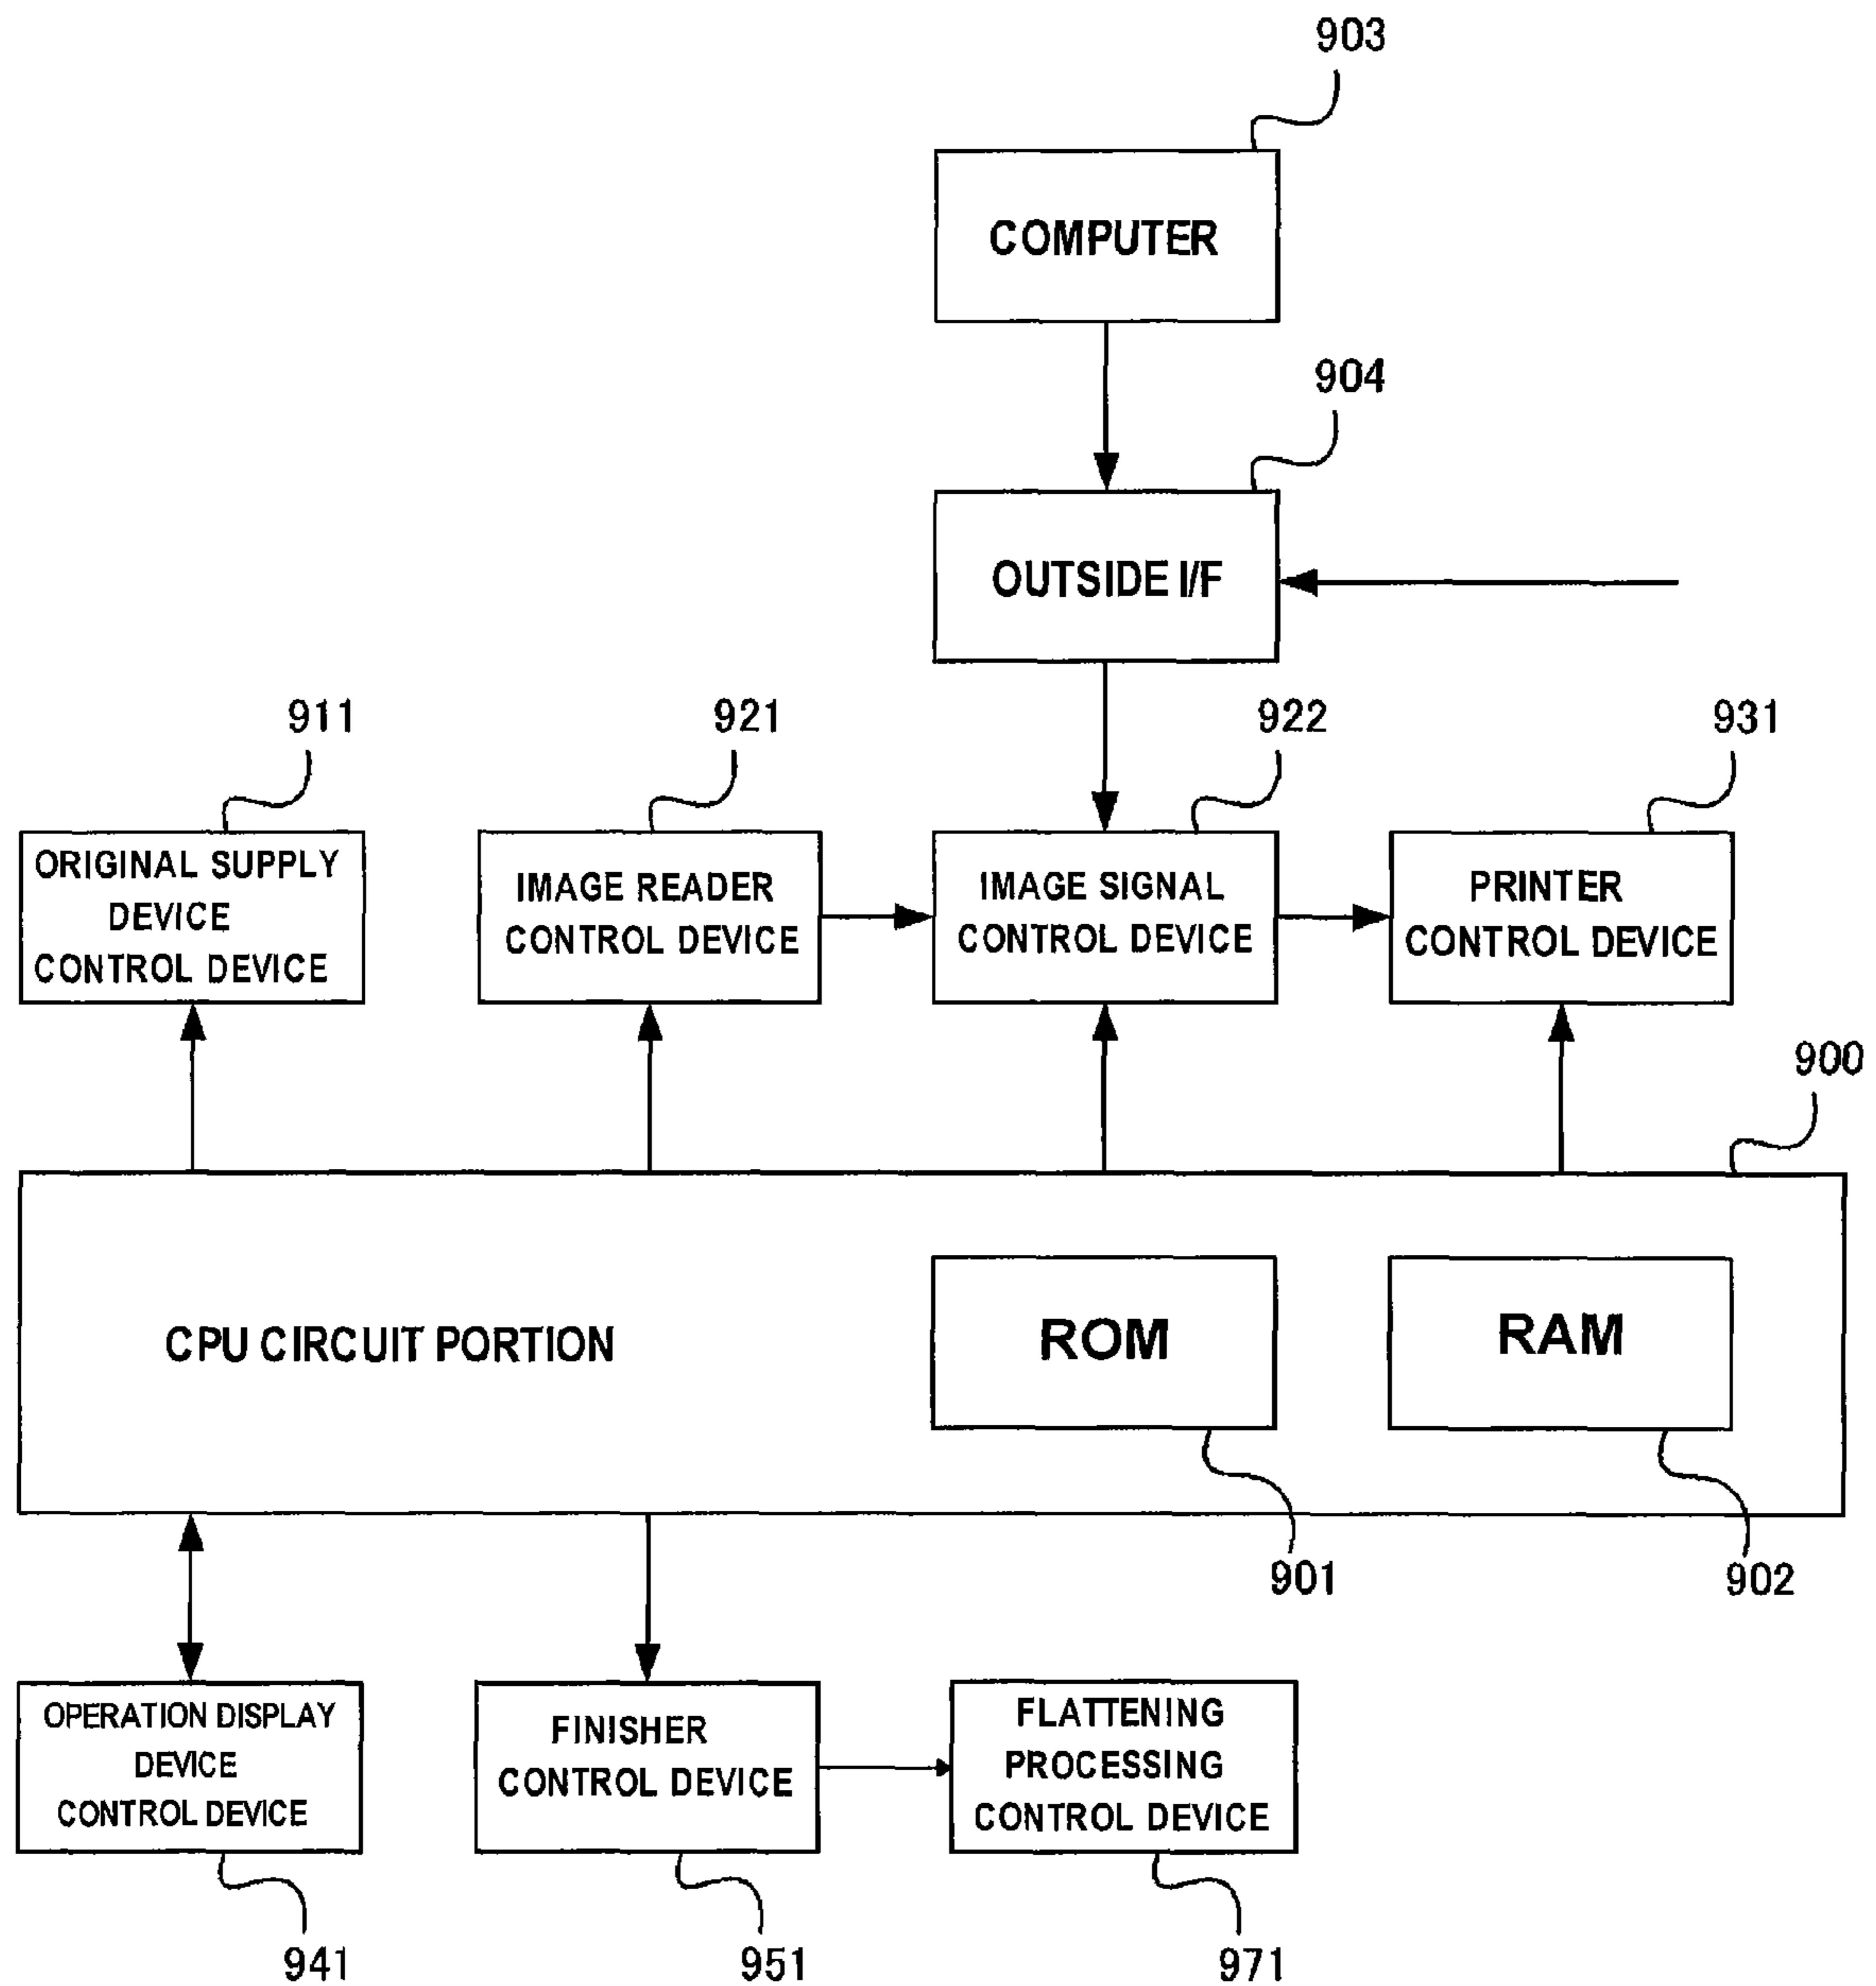 903
COMPUTER
904
OUTSIDE I/F
911
921
922
931
ORIGINAL SUPPLY
DEVICE
CONTROL DEVICE
IMAGE READER
CONTROL DEVICE
IMAGE SIGNAL
CONTROL DEVICE
PRINTER
CONTROL DEVICE
900
CPU CIRCUIT PORTION
ROM
RAM
901
902
OPERATION DISPLAY
DEVICE
CONTROL DEVICE
FINISHER
CONTROL DEVICE
FLATTENING
PROCESSING
CONTROL DEVICE
941
951
971